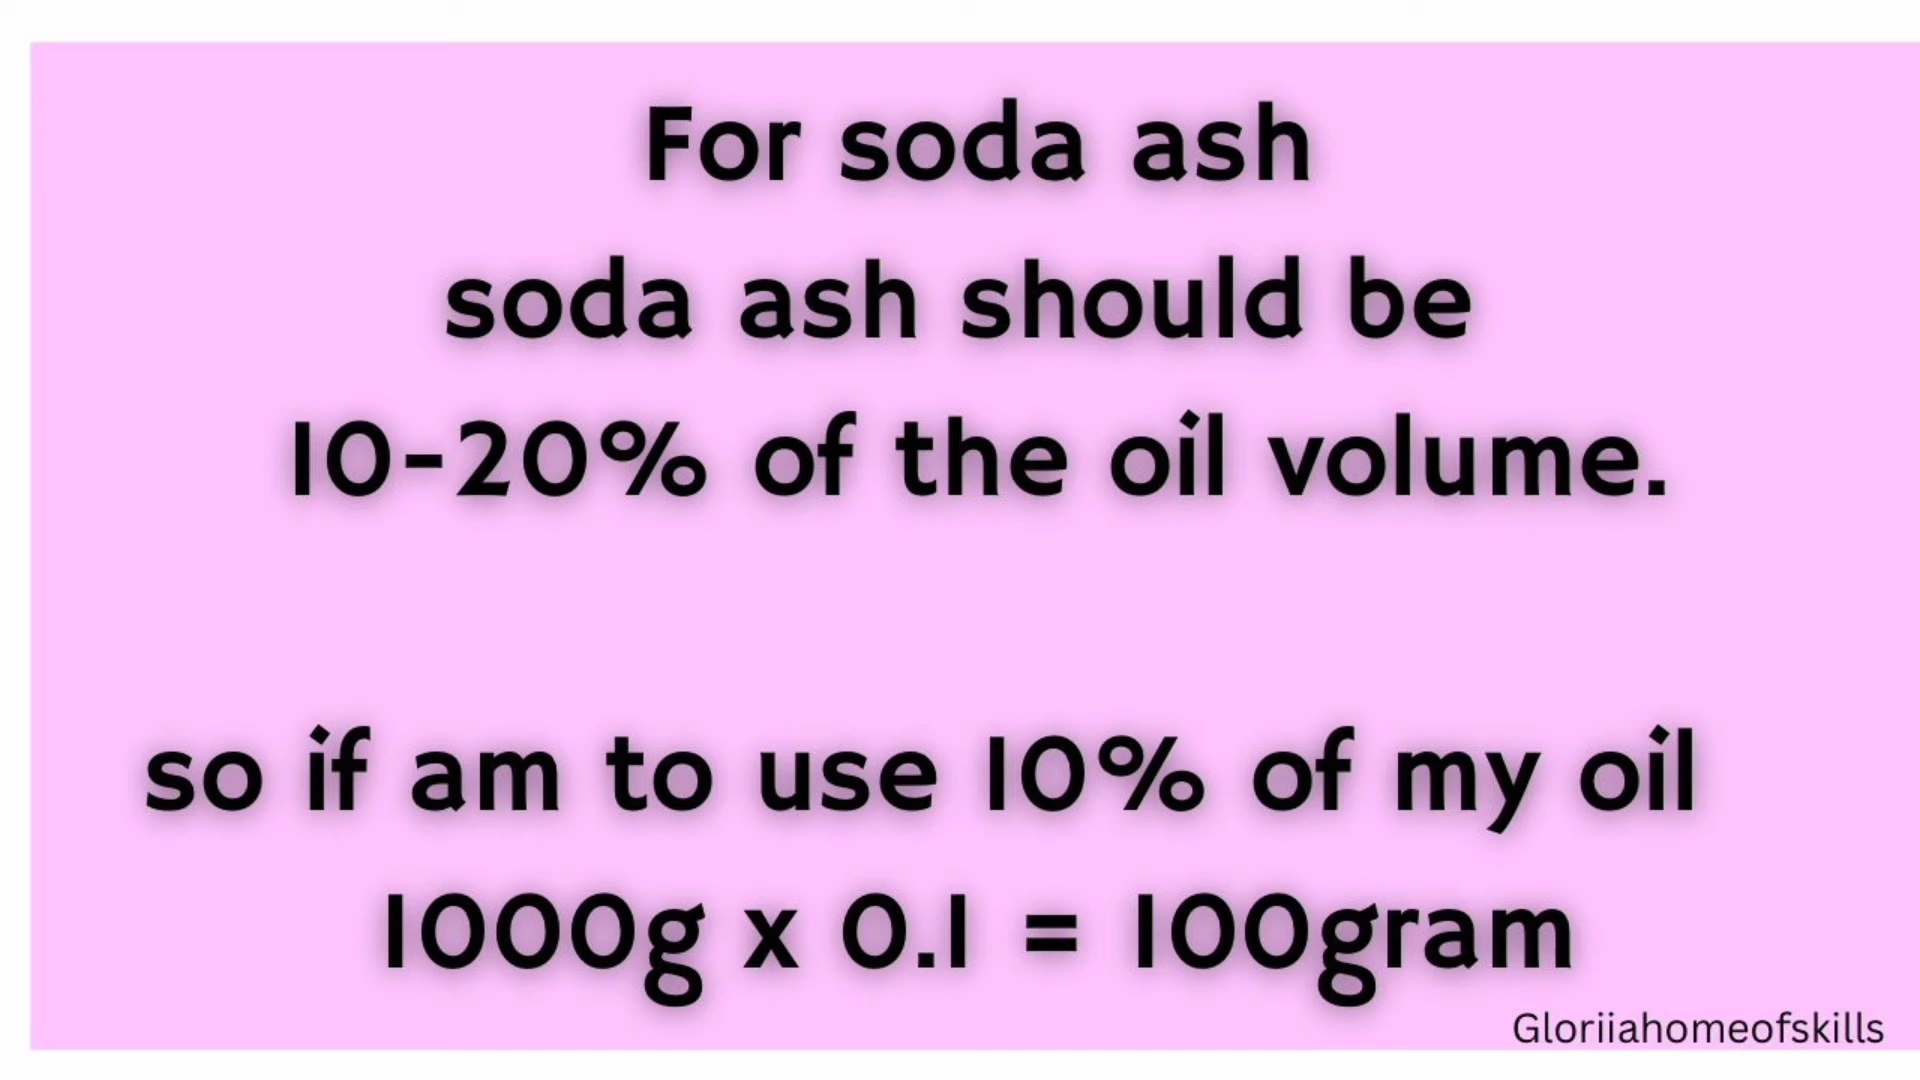 For soda ash
soda ash should be
10-20% of the oil volume.
so if am to use 10% of my oil
1000g x 0.1 = 100gram
Gloriiahomeofskills